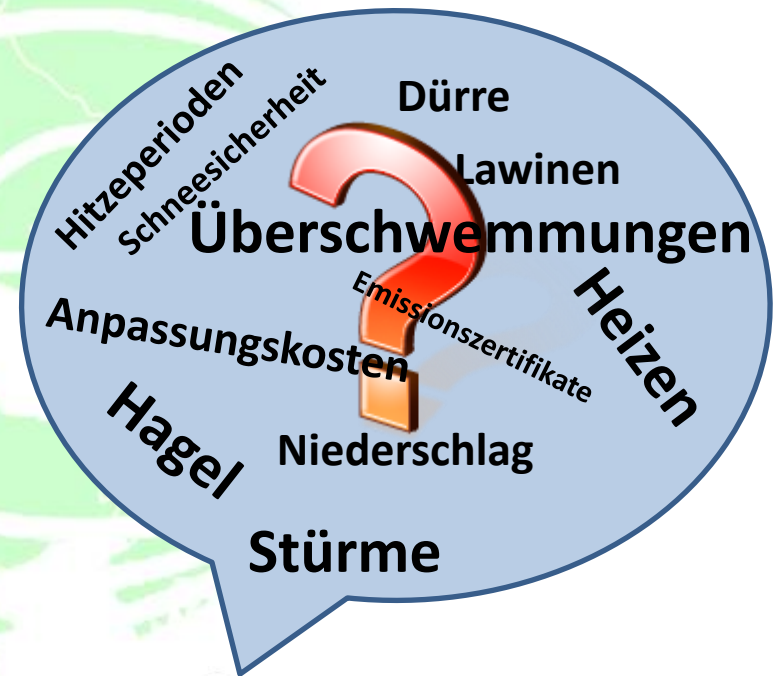 Hitzeperioden
Schneesicherheit
Dürre
Lawinen
Überschwemmungen
Emissionszertifikate
Heizen
Anpassungskosten
Hagel
Niederschlag
Stürme